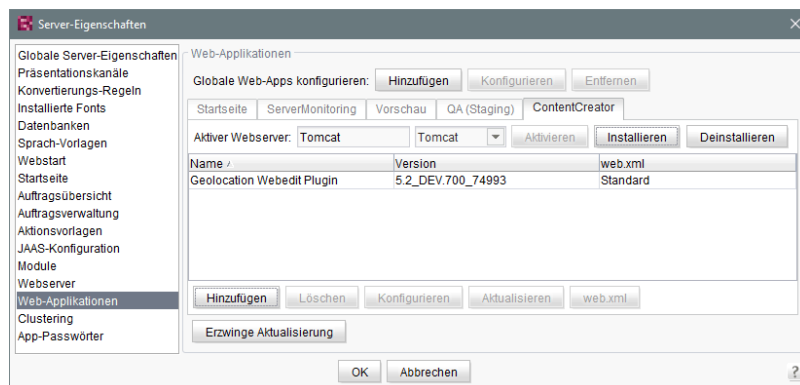 Server-Eigenschaften
Globale Server-Eigenschaften
Präsentationskanäle
Konvertierungs-Regeln
Installierte Fonts
Datenbanken
Sprach-Vorlagen
Webstart
Startseite
Auftragsübersicht
Auftragsverwaltung
Aktionsvorlagen
JAAS-Konfiguration
Module
Webserver
Web-Applikationen
Clustering
App-Passwörter
Web-Applikationen
Globale Web-Apps konfigurieren: Hinzufügen Konfigurieren Entfernen
Startseite ServerMonitoring Vorschau QA (Staging) ContentCreator
Aktiver Webserver: Tomcat Tomcat Aktivieren Installieren Deinstallieren
Name Version web.xml
Geolocation Webedit Plugin 5.2_DEV.700_74993 Standard
Hinzufügen Löschen Konfigurieren Aktualisieren web.xml
Erzwinge Aktualisierung
OK Abbrechen ?